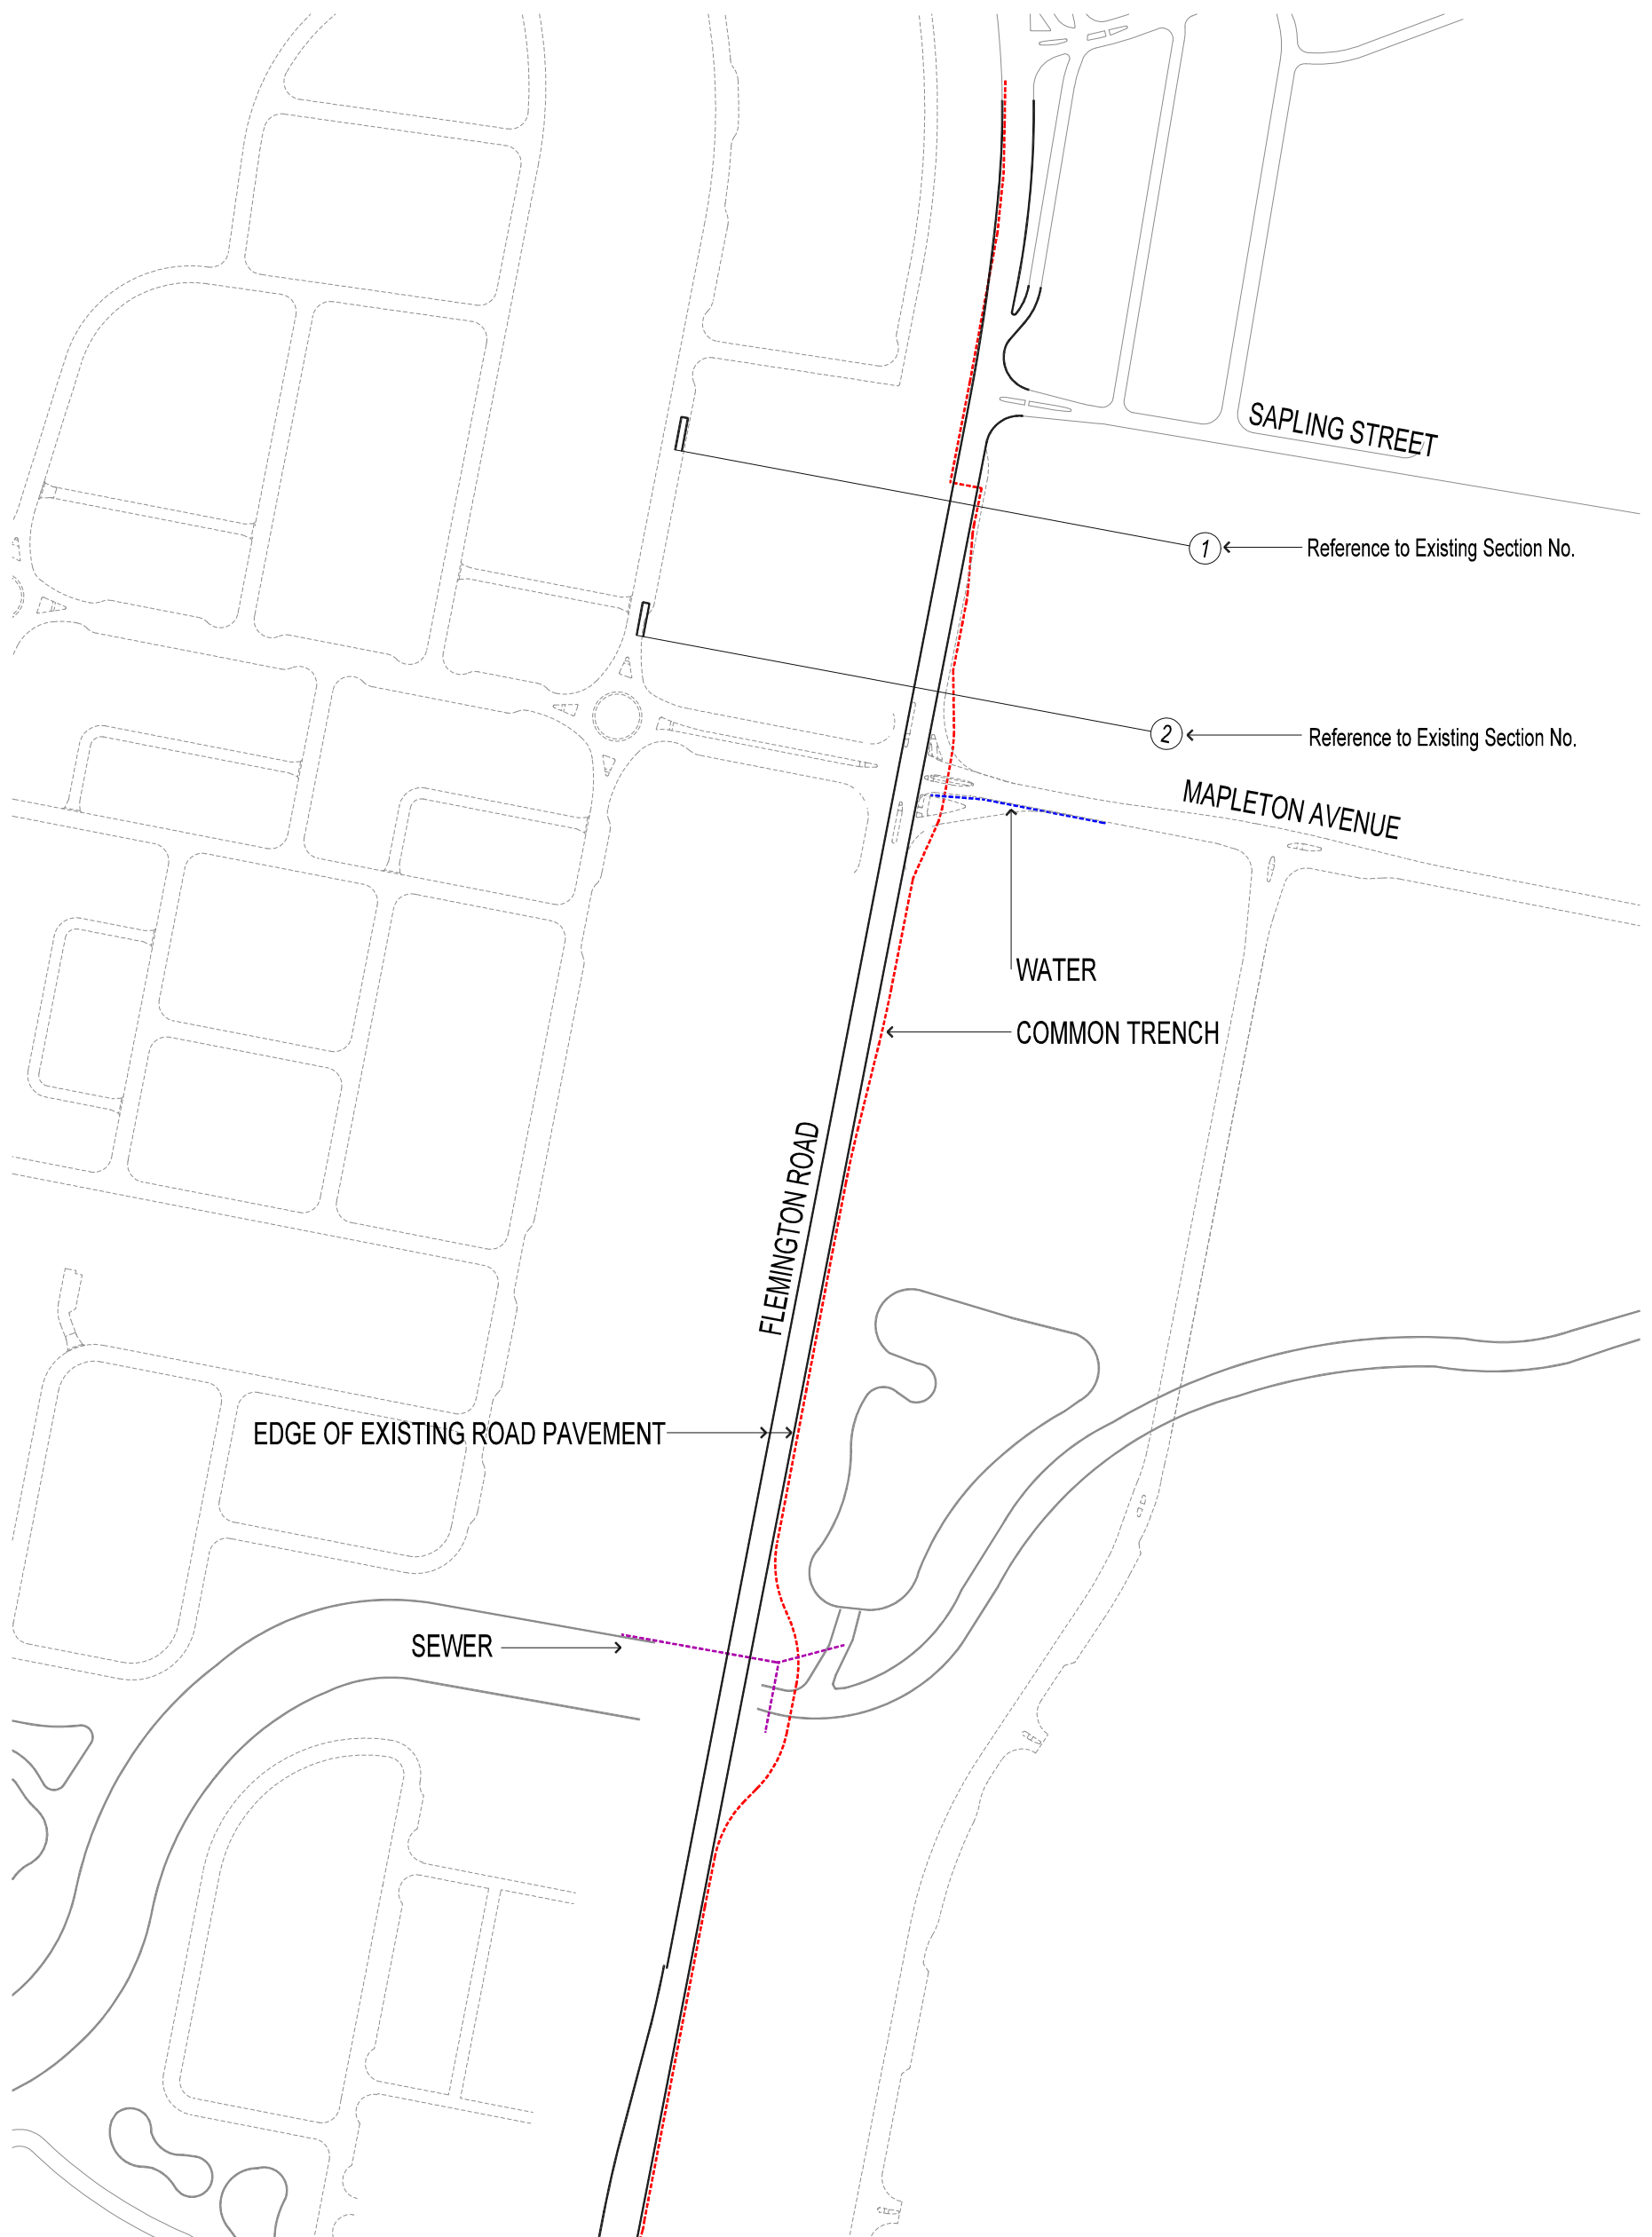 SAPLING STREET
1
Reference to Existing Section No.
2
Reference to Existing Section No.
MAPLETON AVENUE
WATER
COMMON TRENCH
FLEMINGTON ROAD
EDGE OF EXISTING ROAD PAVEMENT
SEWER